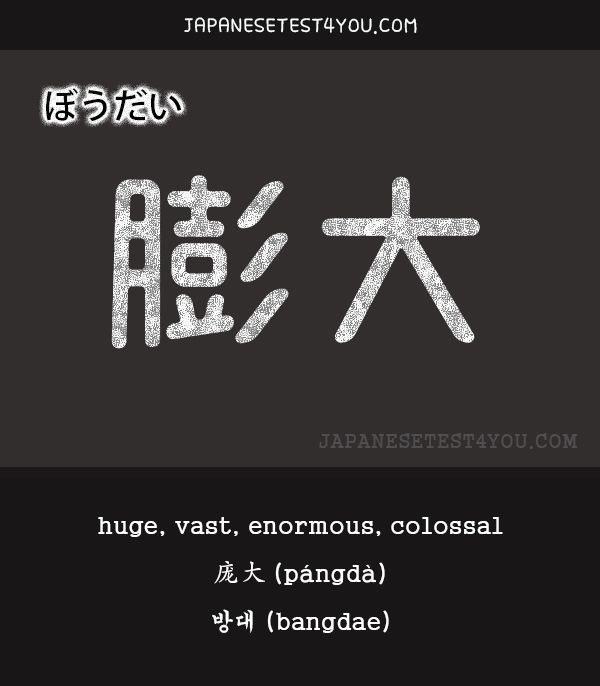 JAPANESETEST4YOU.COM
ぼうだい
膨大
JAPANESETEST4YOU.COM
huge, vast, enormous, colossal
庞大 (pángdà)
방대 (bangdae)